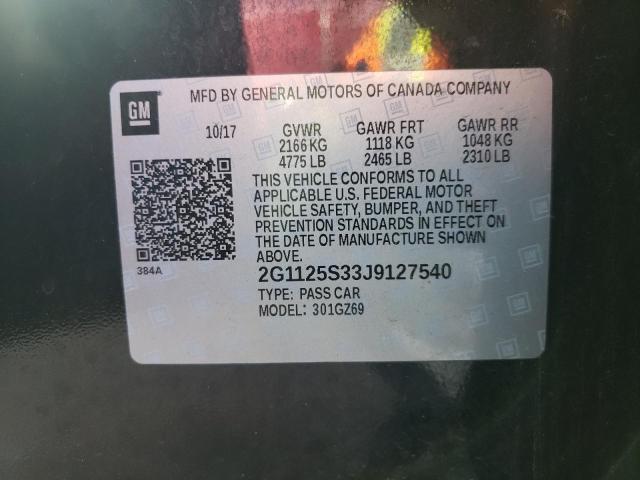 GM
MFD BY GENERAL MOTORS OF CANADA COMPANY
10/17 GVWR GAWR FRT GAWR RR
2166 KG 1118 KG 1048 KG
4775 LB 2465 LB 2310 LB
THIS VEHICLE CONFORMS TO ALL
APPLICABLE U.S. FEDERAL MOTOR
VEHICLE SAFETY, BUMPER, AND THEFT
PREVENTION STANDARDS IN EFFECT ON
THE DATE OF MANUFACTURE SHOWN
ABOVE.
384A
2G1125S33J9127540
TYPE: PASS CAR
MODEL: 301GZ69